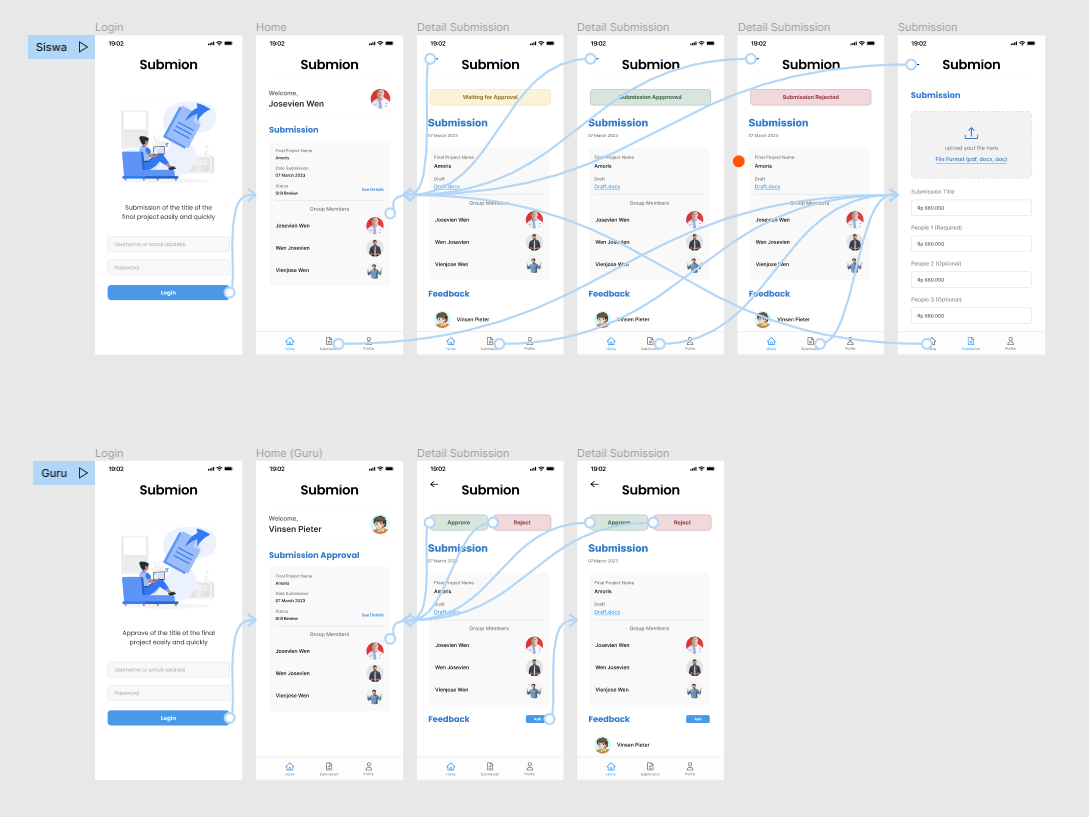 Siswa
Login
19:02
Submion
Submission of the title of the
final project easily and quickly
Username or email address
Password
Login
Home
19:02
Submion
Welcome,
Josevien Wen
Submission
Final Project Name
Amoris
Date Submission
07 March 2023
Status
Still Review
See Details
Group Members
Josevien Wen
Wen Josevien
Vienjose Wen
Home
Profile
Detail Submission
19:02
Submion
Waiting for Approval
Submission
07 March 2023
Final Project Name
Amoris
Draft
Draft.docx
Group Members
Josevien Wen
Wen Josevien
Vienjose Wen
Feedback
Vinsen Pieter
Home
Profile
Detail Submission
19:02
Submion
Submission Appproved
Submission
07 March 2023
Final Project Name
Amoris
Draft
Draft.docx
Group Members
Josevien Wen
Wen Josevien
Vienjose Wen
Feedback
Vinsen Pieter
Home
Profile
Detail Submission
19:02
Submion
Submission Rejected
Submission
07 March 2023
Final Project Name
Amoris
Draft
Draft.docx
Group Members
Josevien Wen
Wen Josevien
Vienjose Wen
Feedback
Vinsen Pieter
Home
Profile
Submission
19:02
Submion
Submission
upload your file here
File Format (pdf, docx, doc)
Submission Title
Rp 660.000
People 1 (Required)
Rp 660.000
People 2 (Optional)
Rp 660.000
People 3 (Optional)
Rp 660.000
Submission
Profile
Guru
Login
19:02
Submion
Approve of the title of the final
project easily and quickly
Username or email address
Password
Login
Home (Guru)
19:02
Submion
Welcome,
Vinsen Pieter
Submission Approval
Final Project Name
Amoris
Date Submission
07 March 2023
Status
Still Review
See Details
Group Members
Josevien Wen
Wen Josevien
Vienjose Wen
Home
Submission
Profile
Detail Submission
19:02
Submion
Approve
Reject
Submission
07 March 2023
Final Project Name
Amoris
Draft
Draft.docx
Group Members
Josevien Wen
Wen Josevien
Vienjose Wen
Feedback
Add
Home
Submission
Profile
Detail Submission
19:02
Submion
Approve
Reject
Submission
07 March 2023
Final Project Name
Amoris
Draft
Draft.docx
Group Members
Josevien Wen
Wen Josevien
Vienjose Wen
Feedback
Add
Vinsen Pieter
Home
Submission
Profile